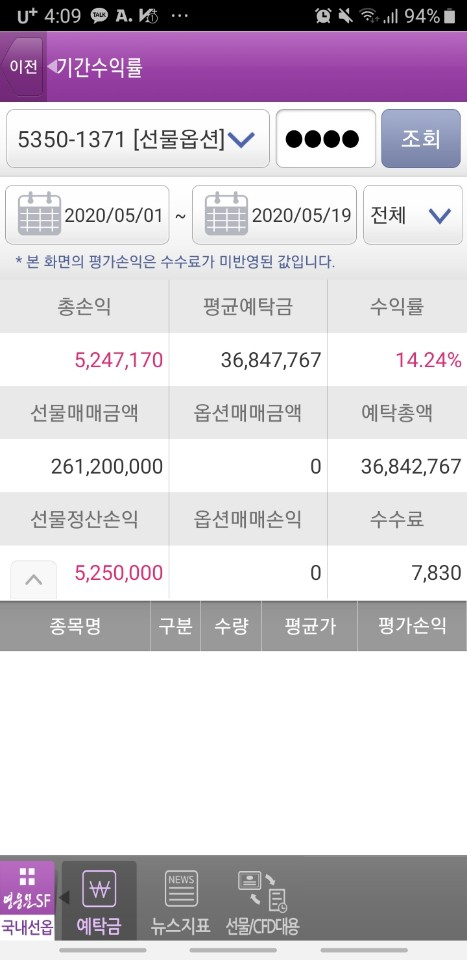 U+ 4:09 TALK A. 94%
이전 기간수익률
5350-1371 [선물옵션] ●●●● 조회
2020/05/01 ~ 2020/05/19 전체
* 본 화면의 평가손익은 수수료가 미반영된 값입니다.
총손익 평균예탁금 수익률
5,247,170 36,847,767 14.24%
선물매매금액 옵션매매금액 예탁총액
261,200,000 0 36,842,767
선물정산손익 옵션매매손익 수수료
5,250,000 0 7,830
종목명 구분 수량 평균가 평가손익
영웅문SF NEWS
국내선옵 예탁금 뉴스지표 선물/CFD대용